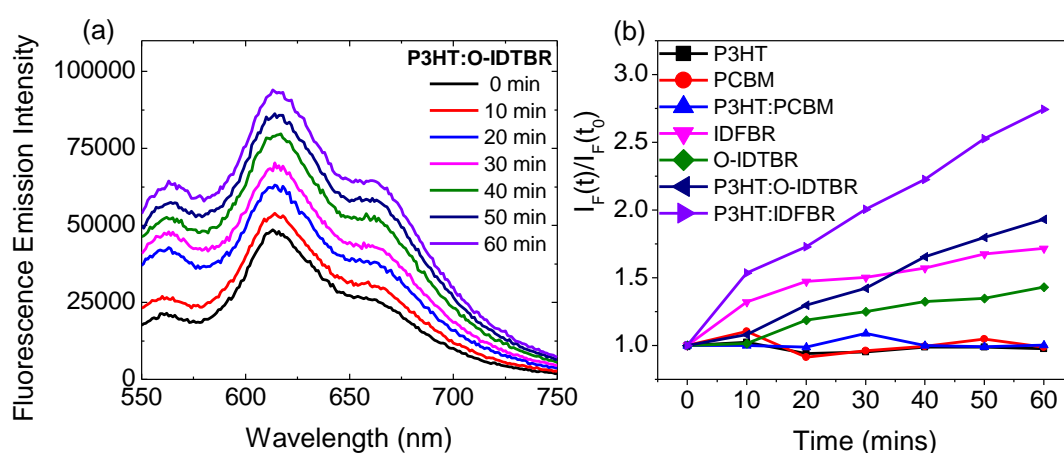 (a)
Fluorescence Emission Intensity
100000
75000
50000
25000
0
550
600
650
700
750
Wavelength (nm)
P3HT:O-IDTBR
0 min
10 min
20 min
30 min
40 min
50 min
60 min
(b)
I_F(t)/I_F(t_0)
3.0
2.5
2.0
1.5
1.0
0
10
20
30
40
50
60
Time (mins)
P3HT
PCBM
P3HT:PCBM
IDFBR
O-IDTBR
P3HT:O-IDTBR
P3HT:IDFBR